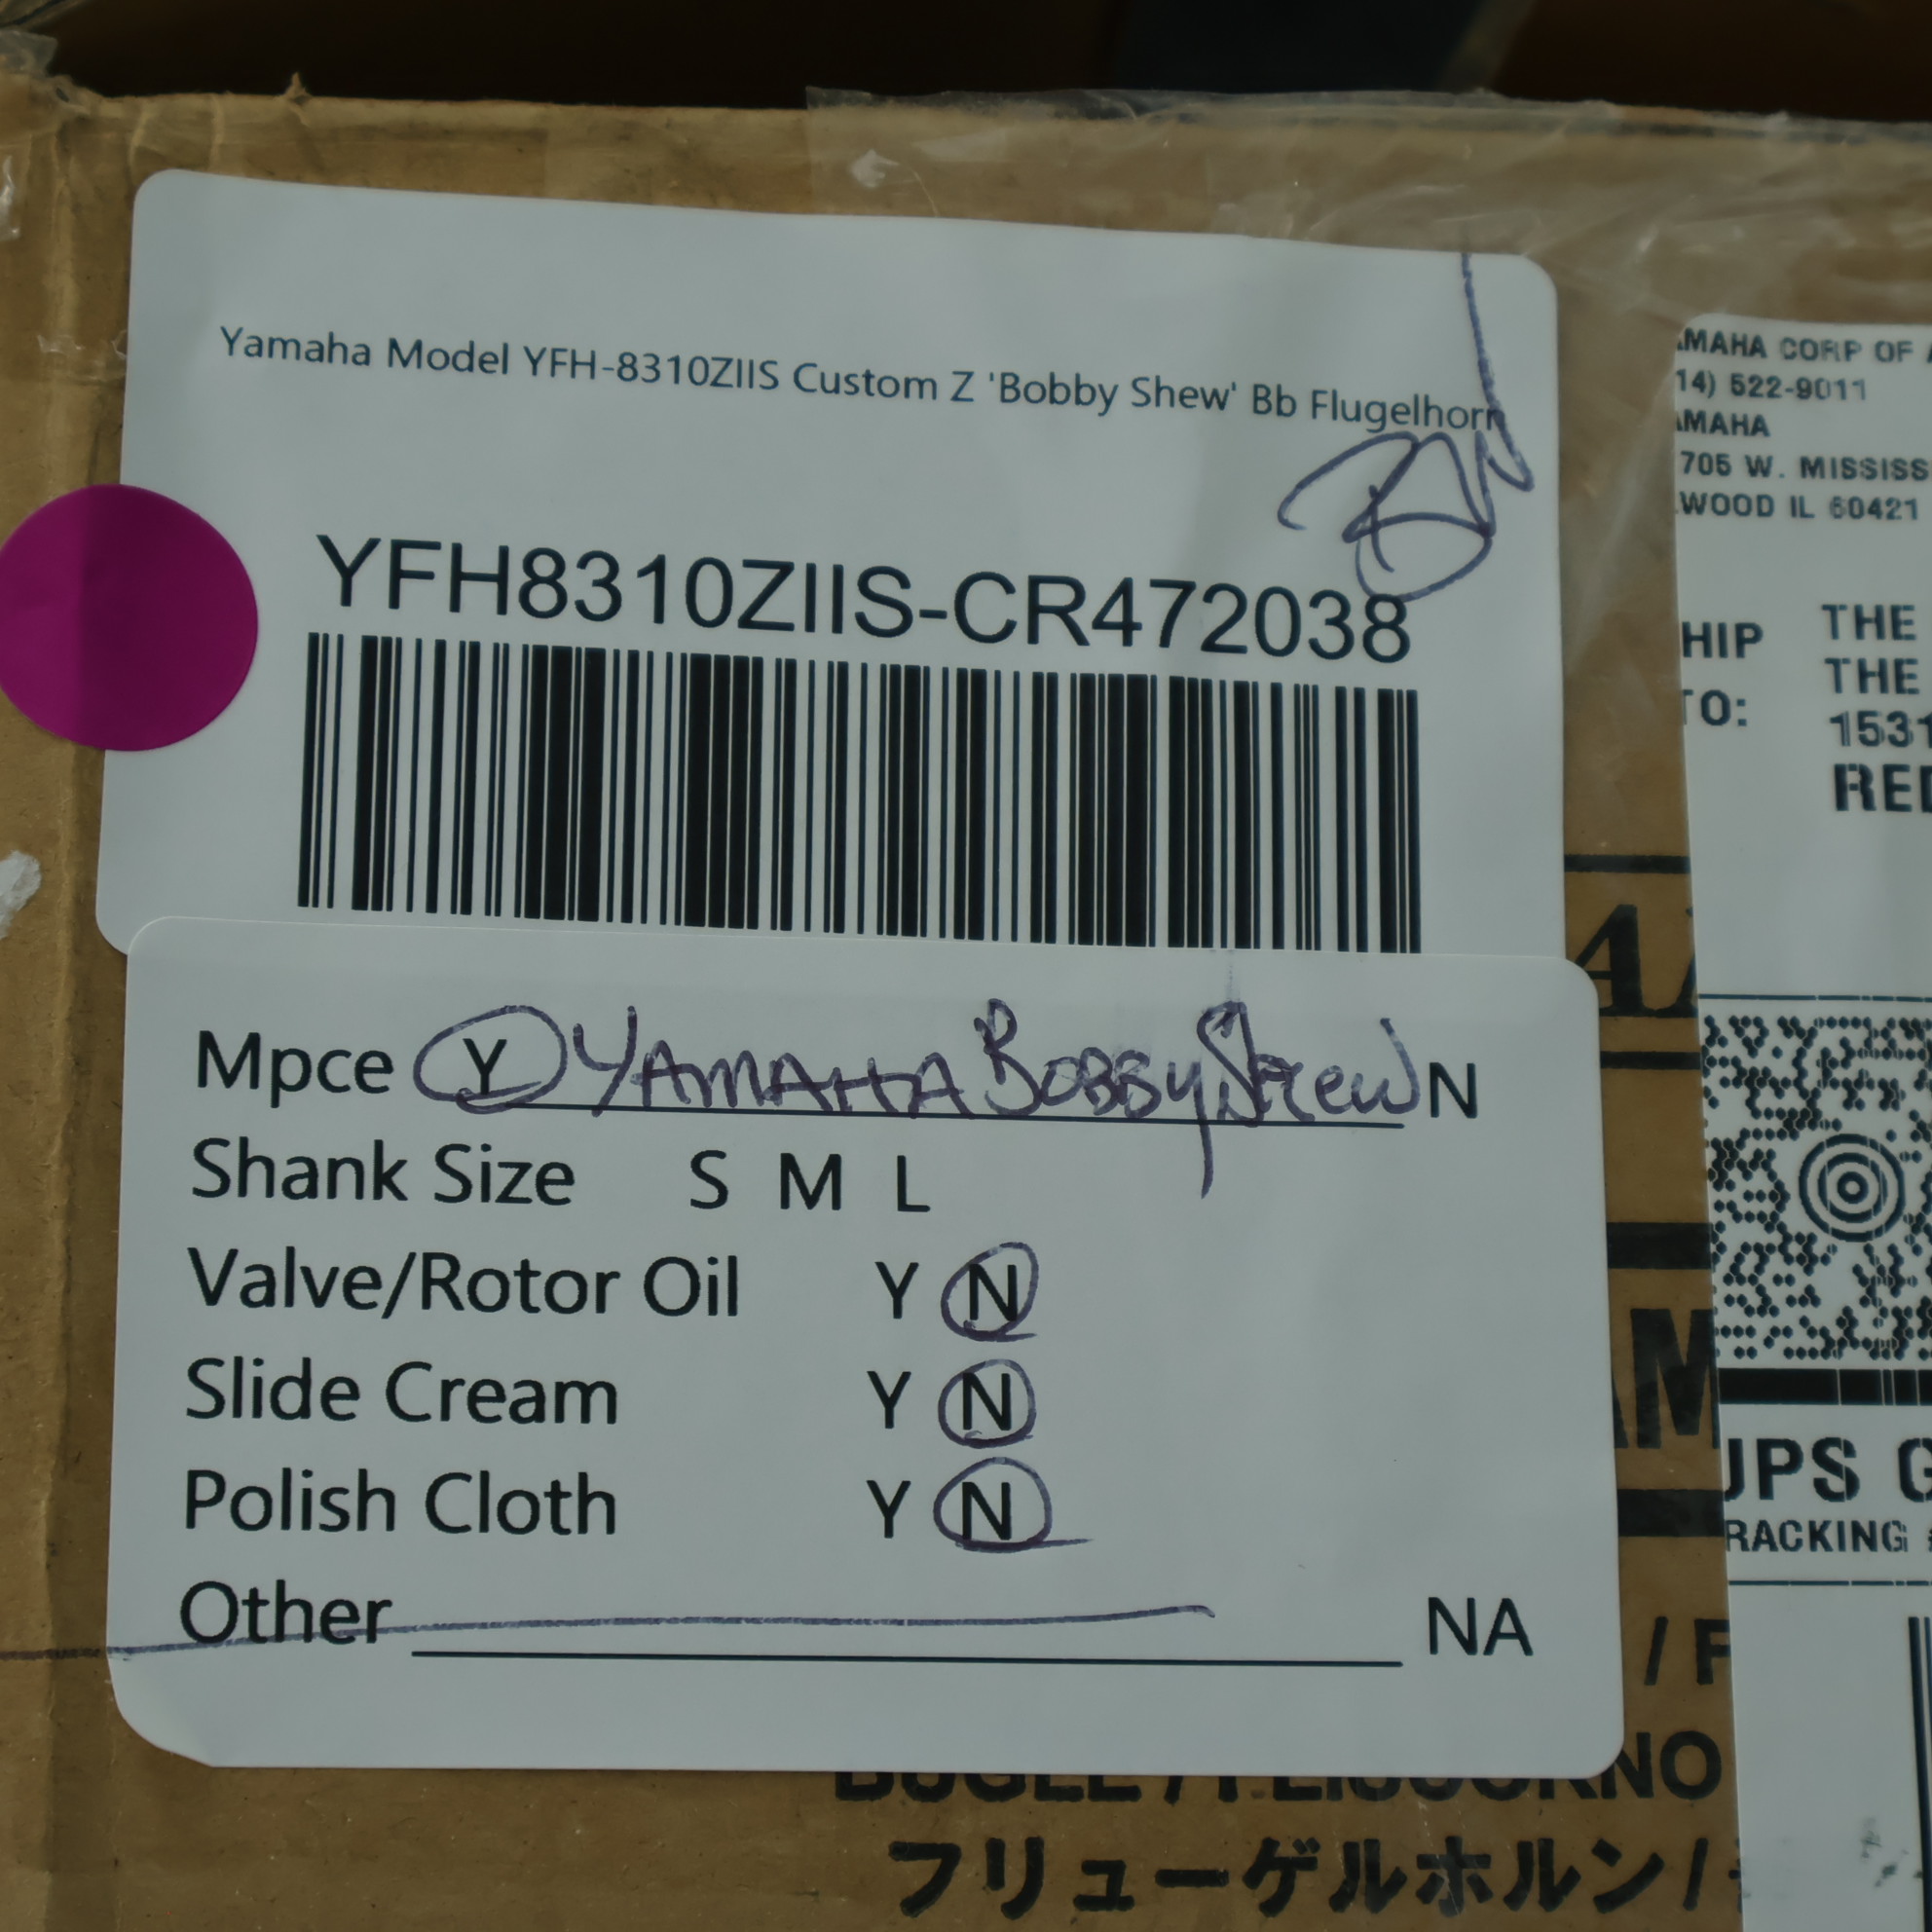 Yamaha Model YFH-8310ZIIS Custom Z 'Bobby Shew' Bb Flugelhorn
YFH8310ZIIS-CR472038
Mpce Y YAMAHA BOBBY SHEW N
Shank Size S M L
Valve/Rotor Oil Y N
Slide Cream Y N
Polish Cloth Y N
Other NA
AMAHA CORP OF
14) 522-9011
AMAHA
705 W. MISSISS
WOOD IL 60421
HIP TO:
THE
THE
1531
RED
UPS G
RACKING
/ F
BUGLE / FLISCORNO
フリューゲルホルン /